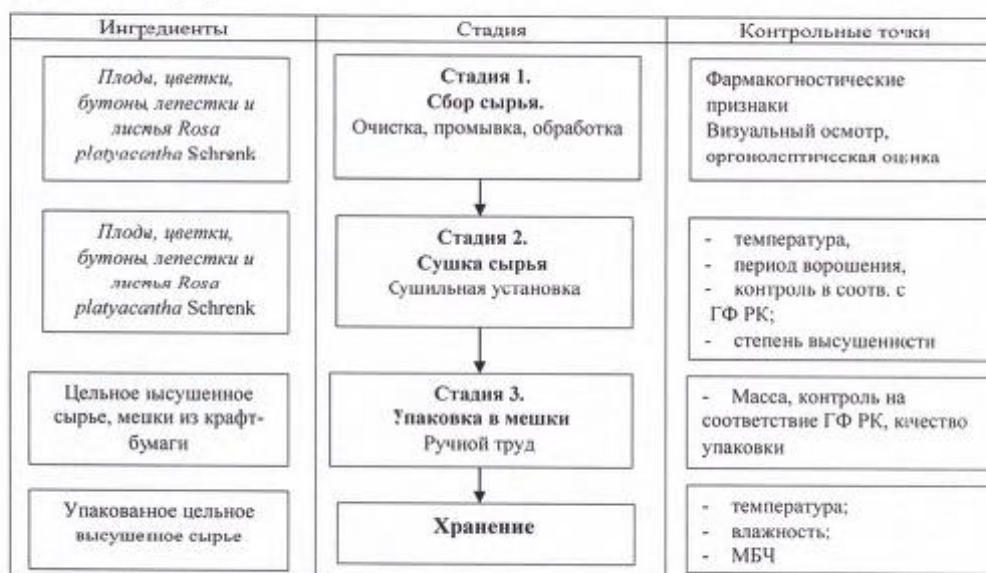 Ингредиенты
Стадия
Контрольные точки
Плоды, цветки,
бутоны, лепестки и
листья Rosa
platyacantha Schrenk
Стадия 1.
Сбор сырья.
Очистка, промывка, обработка
Фармакогностические
признаки
Визуальный осмотр,
органолептическая оценка
Плоды, цветки,
бутоны, лепестки и
листья Rosa
platyacantha Schrenk
Стадия 2.
Сушка сырья
Сушильная установка
- температура,
- период ворошения,
- контроль в соотв. с
ГФ РК;
- степень высушенности
Цельное высушенное
сырье, мешки из крафт-
бумаги
Стадия 3.
Упаковка в мешки
Ручной труд
- Масса, контроль на
соответствие ГФ РК, качество
упаковки
Упакованное цельное
высушенное сырье
Хранение
- температура;
- влажность;
- МБЧ